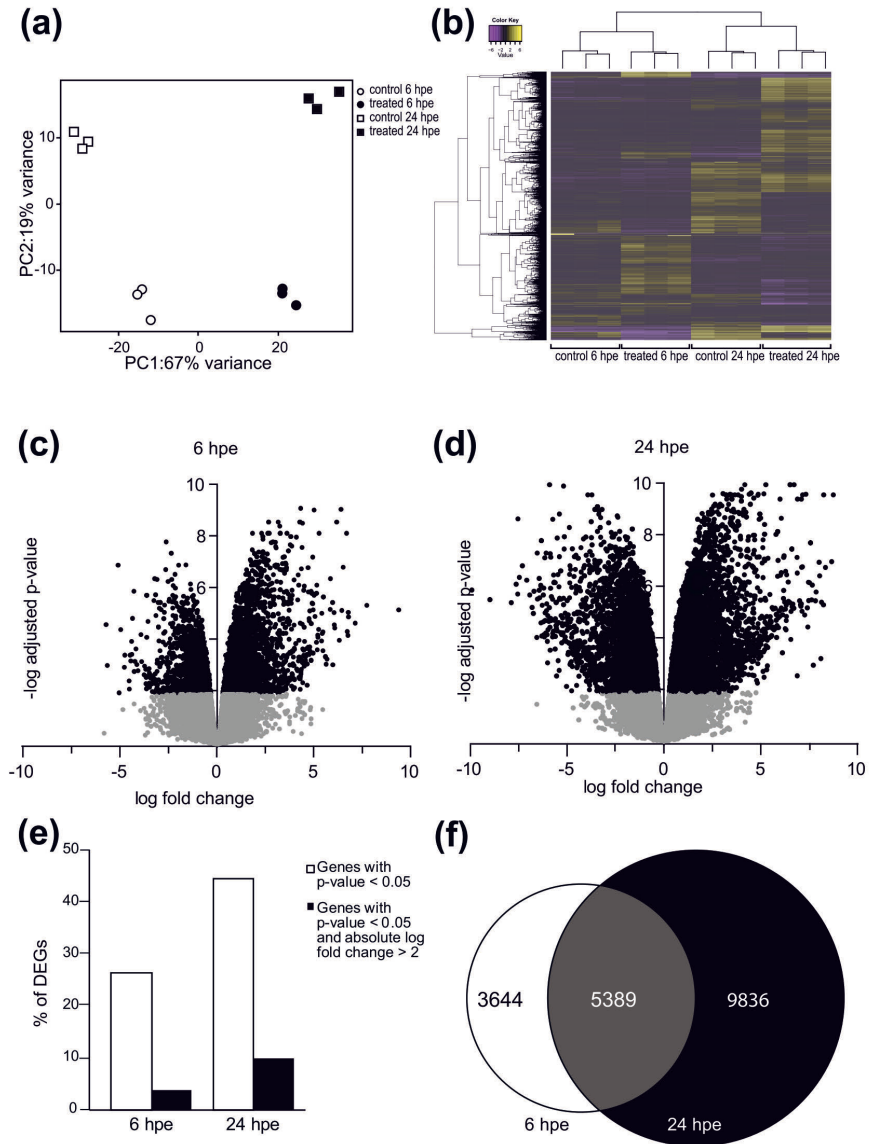 (a)
PC2:19% variance
10
0
-10
-20
0
20
PC1:67% variance
control 6 hpe
treated 6 hpe
control 24 hpe
treated 24 hpe
(b)
Color Key
-6 -2 2 6
Value
control 6 hpe
treated 6 hpe
control 24 hpe
treated 24 hpe
(c)
6 hpe
-log adjusted p-value
10
8
6
-10
-5
0
5
10
log fold change
(d)
24 hpe
-log adjusted p-value
10
8
6
-10
-5
0
5
10
log fold change
(e)
% of DEGs
50
40
30
20
10
0
6 hpe
24 hpe
Genes with
p-value < 0.05
Genes with
p-value < 0.05
and absolute log
fold change > 2
(f)
3644
5389
9836
6 hpe
24 hpe